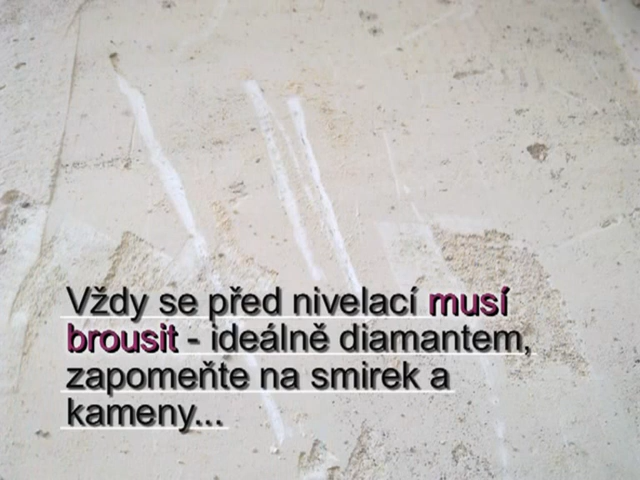 Vždy se před nivelací musí
brousit - ideálně diamantem,
zapomeňte na smirek a
kameny...